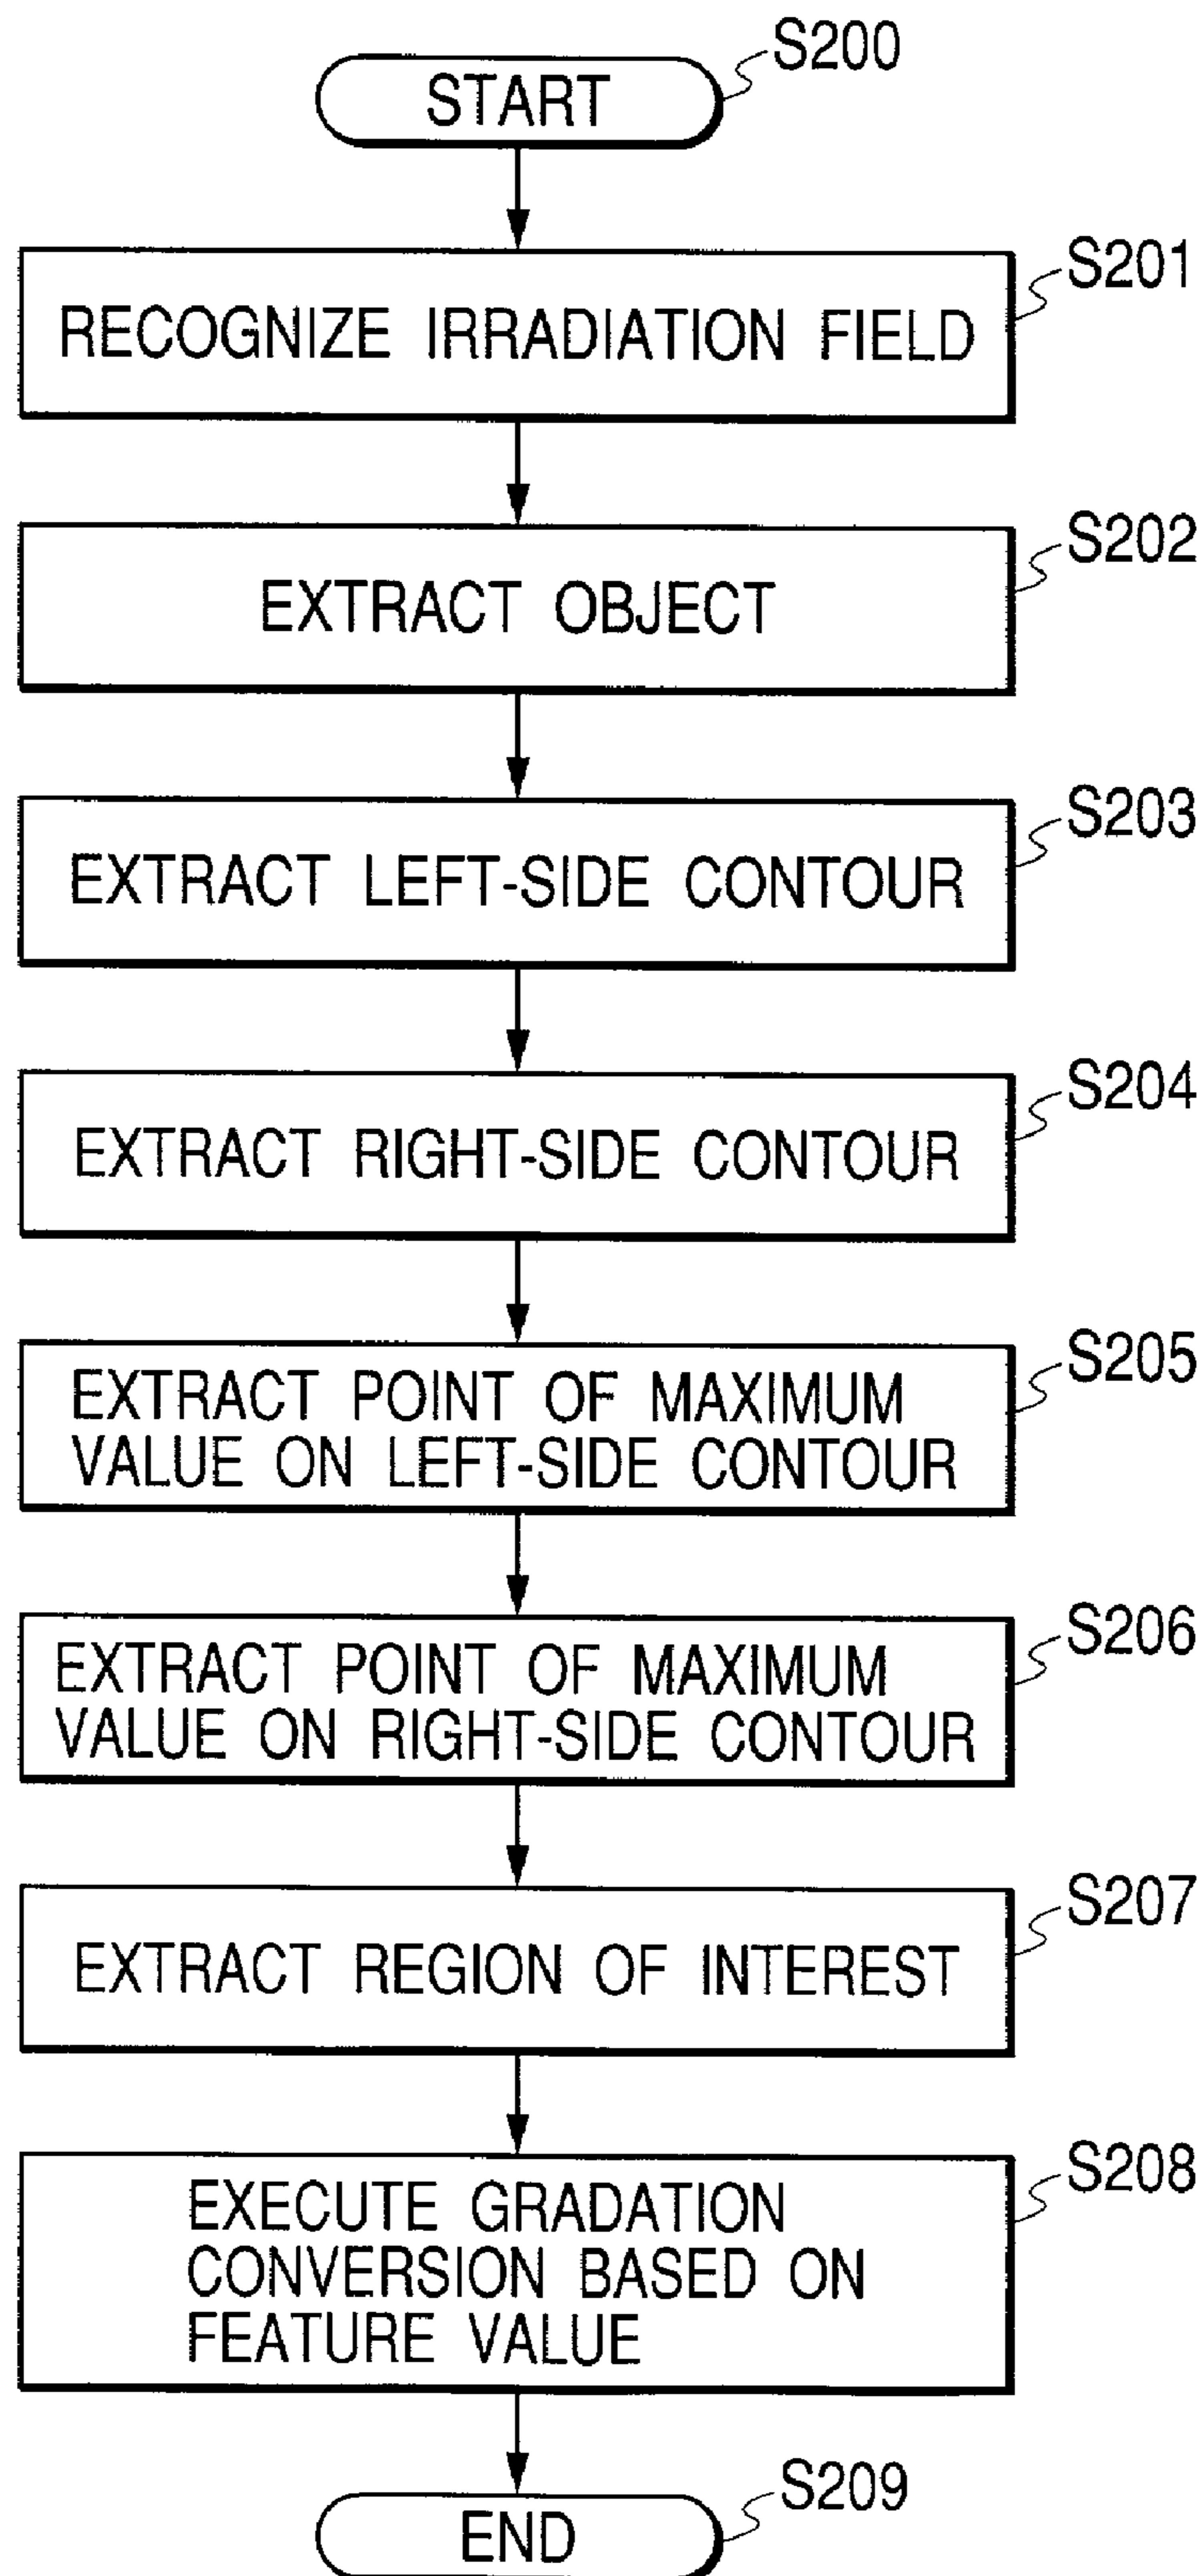 START
S200
RECOGNIZE IRRADIATION FIELD
S201
EXTRACT OBJECT
S202
EXTRACT LEFT-SIDE CONTOUR
S203
EXTRACT RIGHT-SIDE CONTOUR
S204
EXTRACT POINT OF MAXIMUM
VALUE ON LEFT-SIDE CONTOUR
S205
EXTRACT POINT OF MAXIMUM
VALUE ON RIGHT-SIDE CONTOUR
S206
EXTRACT REGION OF INTEREST
S207
EXECUTE GRADATION
CONVERSION BASED ON
FEATURE VALUE
S208
END
S209